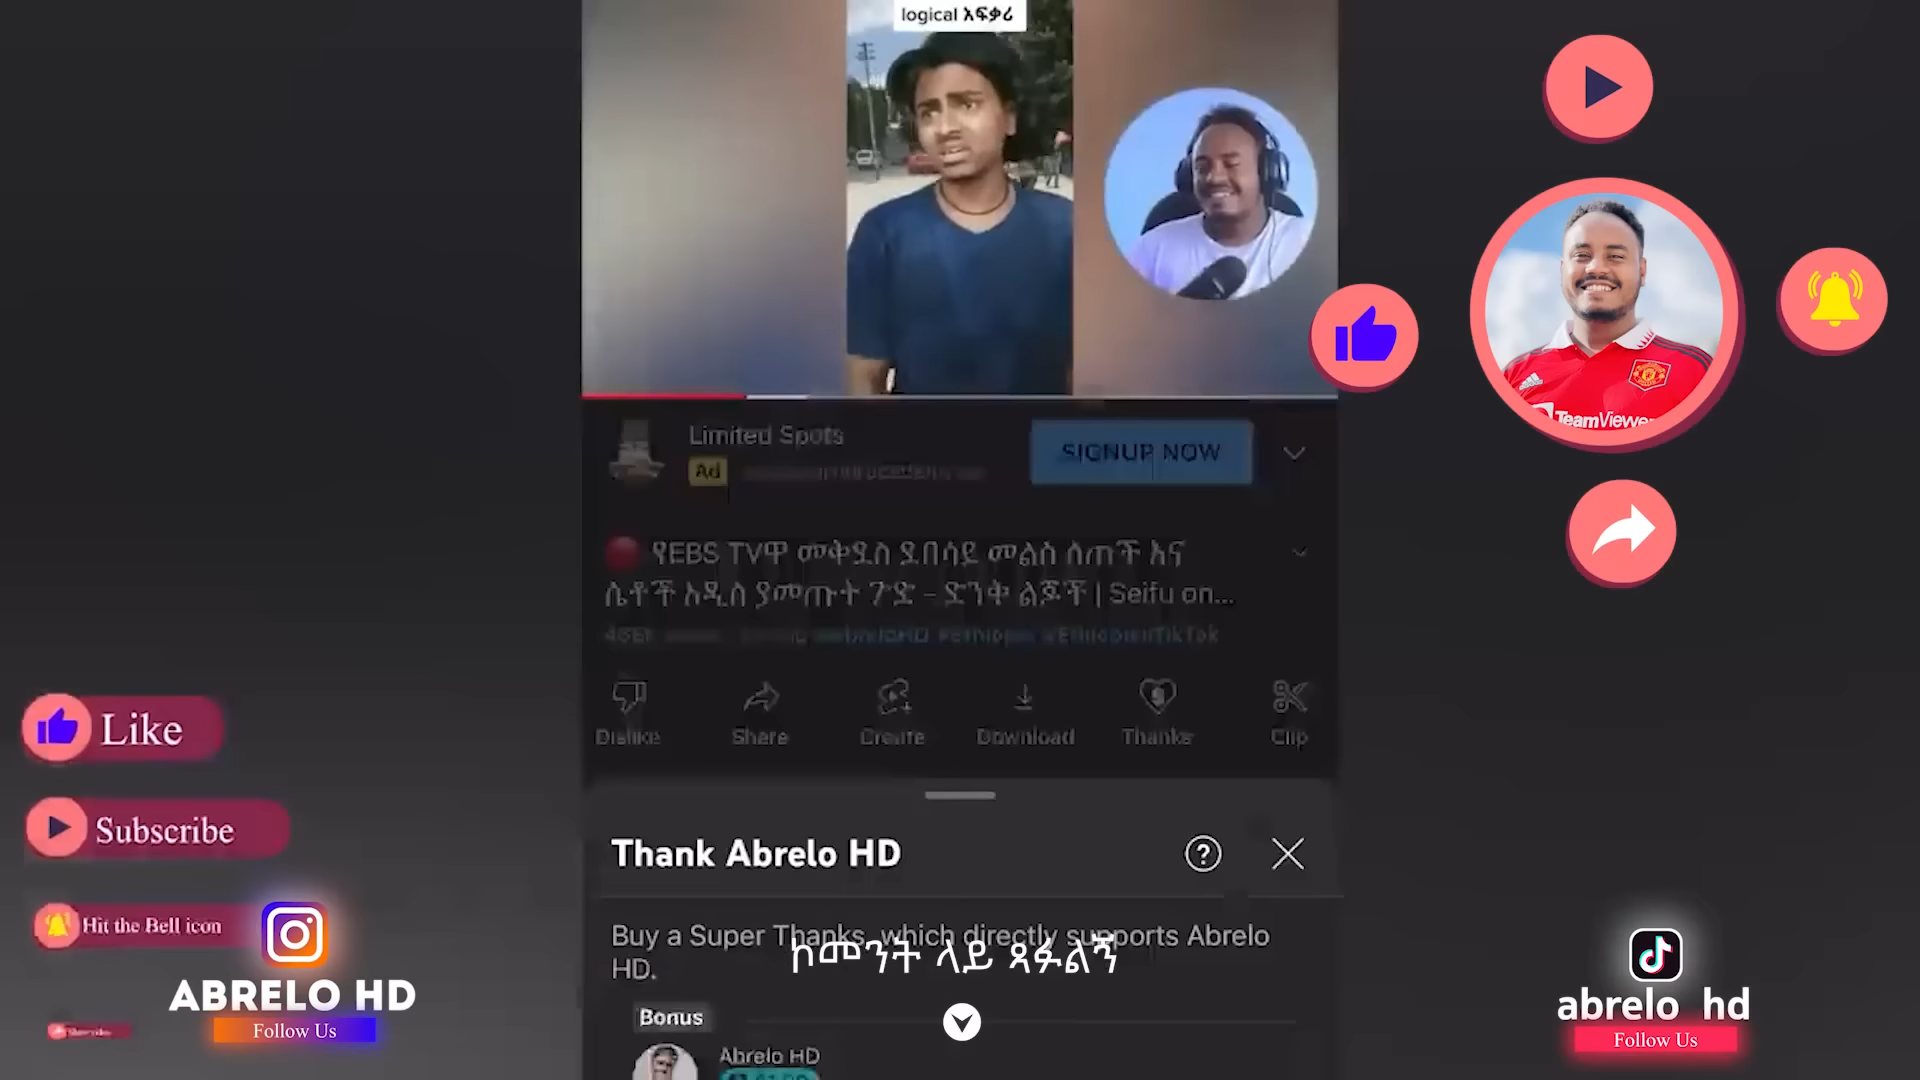 logical አፍቃሪ
Limited Spots
Ad
SIGNUP NOW
የEBS TVዋ መቅደስ ደበሳይ መልስ ሰጠች እና
ሴቶች አዲስ ያመጡት ጉድ - ድንቅ ልጆች | Seifu on...
Dislike
Share
Create
Download
Thanks
Clip
Thank Abrelo HD
Buy a Super Thanks, which directly supports Abrelo
HD.
ኮመንት ላይ ጻፉልኝ
Bonus
Abrelo HD
TeamViewer
Like
Subscribe
Hit the Bell icon
ABRELO HD
Follow Us
abrelo hd
Follow Us